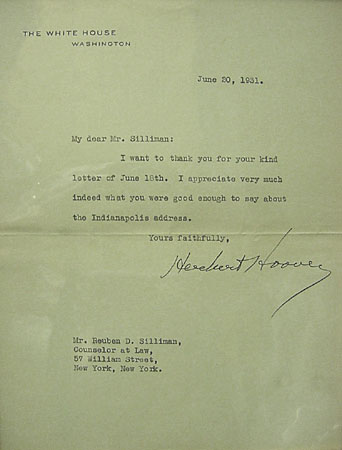 THE WHITE HOUSE
WASHINGTON
June 20, 1931.
My dear Mr. Silliman:
I want to thank you for your kind
letter of June 18th. I appreciate very much
indeed what you were good enough to say about
the Indianapolis address.
Yours faithfully,
Herbert Hoover
Mr. Reuben D. Silliman,
Counselor at Law,
57 William Street,
New York, New York.